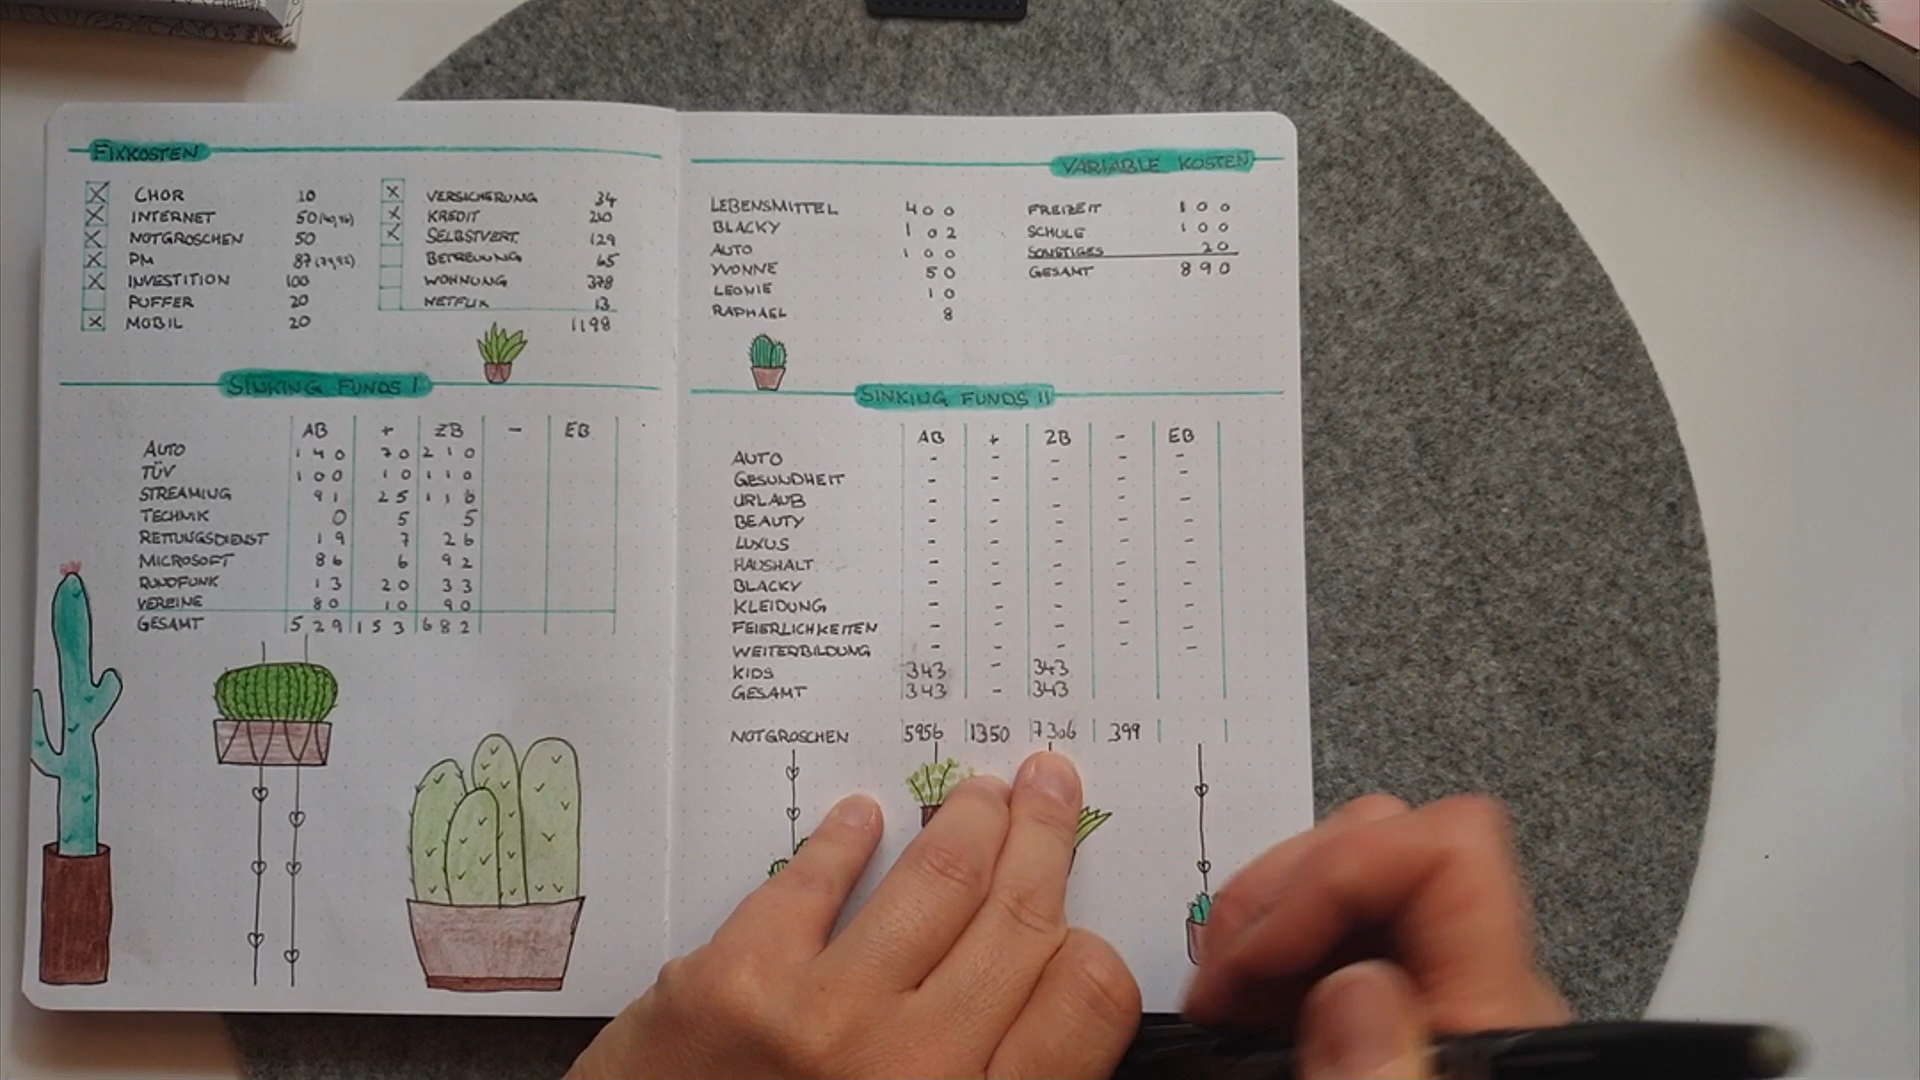 FIXKOSTEN
CHOR 10
INTERNET 50 (49,96)
NOTGROSCHEN 50
PM 87
INVESTITION 100
PUFFER 20
MOBIL 20
VERSICHERUNG 34
KREDIT 210
SELBSTVERT. 129
BETREUUNG 65
WOHNUNG 378
NETFLIX 13
1198
SINKING FUNDS I
AB + ZB - EB
AUTO 140 70 210
TÜV 100 10 110
STREAMING 91 25 116
TECHNIK 0 5 5
RETTUNGSDIENST 19 7 26
MICROSOFT 86 6 92
RUNDFUNK 13 20 33
VEREINE 80 10 90
GESAMT 529 153 682
VARIABLE KOSTEN
LEBENSMITTEL 400
BLACKY 102
AUTO 100
YVONNE 50
LEONIE 10
RAPHAEL 8
FREIZEIT 100
SCHULE 100
SONSTIGES 20
GESAMT 890
SINKING FUNDS II
AB + ZB - EB
AUTO - - - - -
GESUNDHEIT - - - - -
URLAUB - - - - -
BEAUTY - - - - -
LUXUS - - - - -
HAUSHALT - - - - -
BLACKY - - - - -
KLEIDUNG - - - - -
FEIERLICHKEITEN - - - - -
WEITERBILDUNG - - - - -
KIDS 343 - 343
GESAMT 343 - 343
NOTGROSCHEN 5956 1350 7306 399